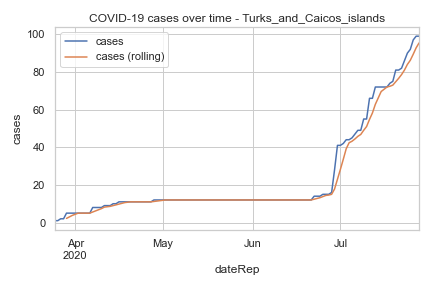 COVID-19 cases over time - Turks_and_Caicos_islands
cases
cases (rolling)
100
80
60
40
20
0
cases
Apr
2020
May
Jun
Jul
dateRep